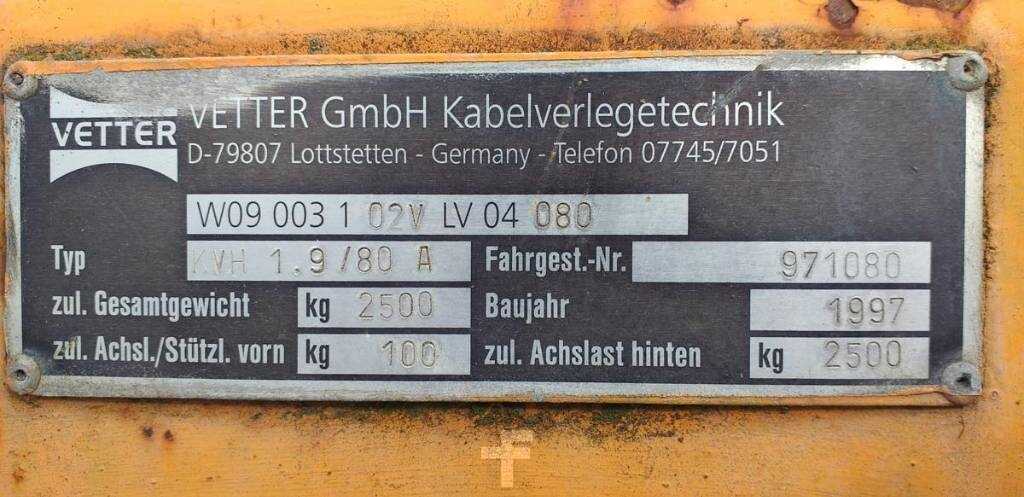 VETTER
VETTER GmbH Kabelverlegetechnik
D-79807 Lottstetten - Germany - Telefon 07745/7051
W09 003 1 02V LV 04 080
Typ KVH 1.9/80 A Fahrgest.-Nr. 971080
zul. Gesamtgewicht kg 2500 Baujahr 1997
zul. Achsl./Stützl. vorn kg 100 zul. Achslast hinten kg 2500